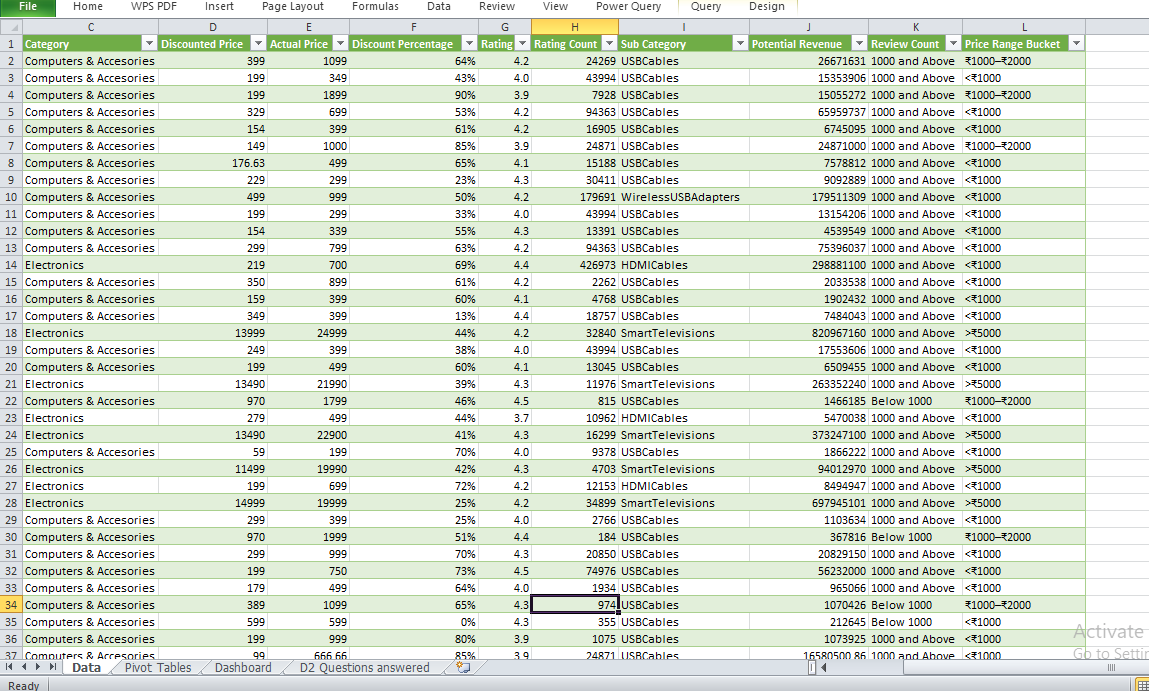 File Home WPS PDF Insert Page Layout Formulas Data Review View Power Query Query Design
C D E F G H I J K L
1 Category Discounted Price Actual Price Discount Percentage Rating Rating Count Sub Category Potential Revenue Review Count Price Range Bucket
2 Computers & Accesories 399 1099 64% 4.2 24269 USBCables 26671631 1000 and Above ₹1000–₹2000
3 Computers & Accesories 199 349 43% 4.0 43994 USBCables 15353906 1000 and Above <₹1000
4 Computers & Accesories 199 1899 90% 3.9 7928 USBCables 15055272 1000 and Above ₹1000–₹2000
5 Computers & Accesories 329 699 53% 4.2 94363 USBCables 65959737 1000 and Above <₹1000
6 Computers & Accesories 154 399 61% 4.2 16905 USBCables 6745095 1000 and Above <₹1000
7 Computers & Accesories 149 1000 85% 3.9 24871 USBCables 24871000 1000 and Above ₹1000–₹2000
8 Computers & Accesories 176.63 499 65% 4.1 15188 USBCables 7578812 1000 and Above <₹1000
9 Computers & Accesories 229 299 23% 4.3 30411 USBCables 9092889 1000 and Above <₹1000
10 Computers & Accesories 499 999 50% 4.2 179691 WirelessUSBAdapters 179511309 1000 and Above <₹1000
11 Computers & Accesories 199 299 33% 4.0 43994 USBCables 13154206 1000 and Above <₹1000
12 Computers & Accesories 154 339 55% 4.3 13391 USBCables 4539549 1000 and Above <₹1000
13 Computers & Accesories 299 799 63% 4.2 94363 USBCables 75396037 1000 and Above <₹1000
14 Electronics 219 700 69% 4.4 426973 HDMICables 298881100 1000 and Above <₹1000
15 Computers & Accesories 350 899 61% 4.2 2262 USBCables 2033538 1000 and Above <₹1000
16 Computers & Accesories 159 399 60% 4.1 4768 USBCables 1902432 1000 and Above <₹1000
17 Computers & Accesories 349 399 13% 4.4 18757 USBCables 7484043 1000 and Above <₹1000
18 Electronics 13999 24999 44% 4.2 32840 SmartTelevisions 820967160 1000 and Above >₹5000
19 Computers & Accesories 249 399 38% 4.0 43994 USBCables 17553606 1000 and Above <₹1000
20 Computers & Accesories 199 499 60% 4.1 13045 USBCables 6509455 1000 and Above <₹1000
21 Electronics 13490 21990 39% 4.3 11976 SmartTelevisions 263352240 1000 and Above >₹5000
22 Computers & Accesories 970 1799 46% 4.5 815 USBCables 1466185 Below 1000 ₹1000–₹2000
23 Electronics 279 499 44% 3.7 10962 HDMICables 5470038 1000 and Above <₹1000
24 Electronics 13490 22900 41% 4.3 16299 SmartTelevisions 373247100 1000 and Above >₹5000
25 Computers & Accesories 59 199 70% 4.0 9378 USBCables 1866222 1000 and Above <₹1000
26 Electronics 11499 19990 42% 4.3 4703 SmartTelevisions 94012970 1000 and Above >₹5000
27 Electronics 199 699 72% 4.2 12153 HDMICables 8494947 1000 and Above <₹1000
28 Electronics 14999 19999 25% 4.2 34899 SmartTelevisions 697945101 1000 and Above >₹5000
29 Computers & Accesories 299 399 25% 4.0 2766 USBCables 1103634 1000 and Above <₹1000
30 Computers & Accesories 970 1999 51% 4.4 184 USBCables 367816 Below 1000 ₹1000–₹2000
31 Computers & Accesories 299 999 70% 4.3 20850 USBCables 20829150 1000 and Above <₹1000
32 Computers & Accesories 199 750 73% 4.5 74976 USBCables 56232000 1000 and Above <₹1000
33 Computers & Accesories 179 499 64% 4.0 1934 USBCables 965066 1000 and Above <₹1000
34 Computers & Accesories 389 1099 65% 4.3 974 USBCables 1070426 Below 1000 ₹1000–₹2000
35 Computers & Accesories 599 599 0% 4.3 355 USBCables 212645 Below 1000 <₹1000
36 Computers & Accesories 199 999 80% 3.9 1075 USBCables 1073925 1000 and Above <₹1000
37 Computers & Accesories 99 666.66 85% 3.9 24871 USBCables 16580500.86 1000 and Above <₹1000
Activate
Go to Settin
Data Pivot Tables Dashboard D2 Questions answered
Ready